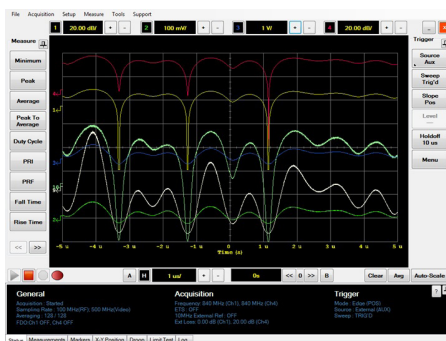 File Acquisition Setup Measure Tools Support
1 20.00 dB/ + - 2 100 mV/ + - 3 1 V/ + - 4 20.00 dB/ + -
Measure
Minimum
Peak
Average
Peak To
Average
Duty Cycle
PRI
PRF
Fall Time
Rise Time
<< >>
Trigger
Source
Aux
Sweep
Trig'd
Slope
Pos
Level
Holdoff
10 us
Menu
-5 u -4 u -3 u -2 u -1 u 0 1 u 2 u 3 u 4 u 5 u
Time (s)
A H 1 us/ + - 0s << 0 >> B Clear Avg Auto-Scale
General
Acquisition : Started
Sampling Rate : 100 MHz(RF), 500 MHz(Video)
Averaging : 128 / 128
FDO:Ch1 OFF, Ch4 OFF
Acquisition
Frequency: 840 MHz (Ch1), 840 MHz (Ch4)
ETS : OFF
10MHz External Ref : OFF
Ext Loss: 0.00 dB (Ch1), 20.00 dB (Ch4)
Trigger
Mode : Edge (POS)
Source : External (AUX)
Sweep : TRIG'D
Status Measurements Markers X-Y Position Droop Limit Test Log